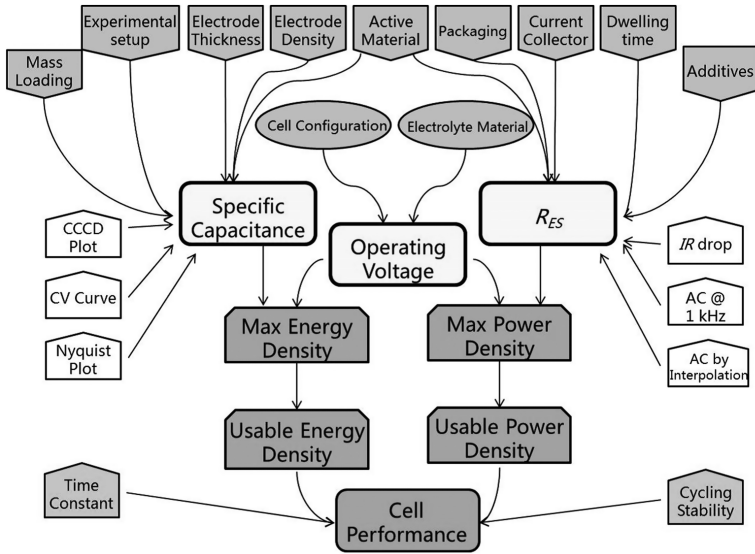 Experimental
setup
Electrode
Thickness
Electrode
Density
Active
Material
Packaging
Current
Collector
Dwelling
time
Mass
Loading
Additives
Cell Configuration
Electrolyte Material
Specific
Capacitance
R_ES
Operating
Voltage
CCCD
Plot
IR drop
CV Curve
AC @
1 kHz
Nyquist
Plot
AC by
Interpolation
Max Energy
Density
Max Power
Density
Usable Energy
Density
Usable Power
Density
Time
Constant
Cell
Performance
Cycling
Stability